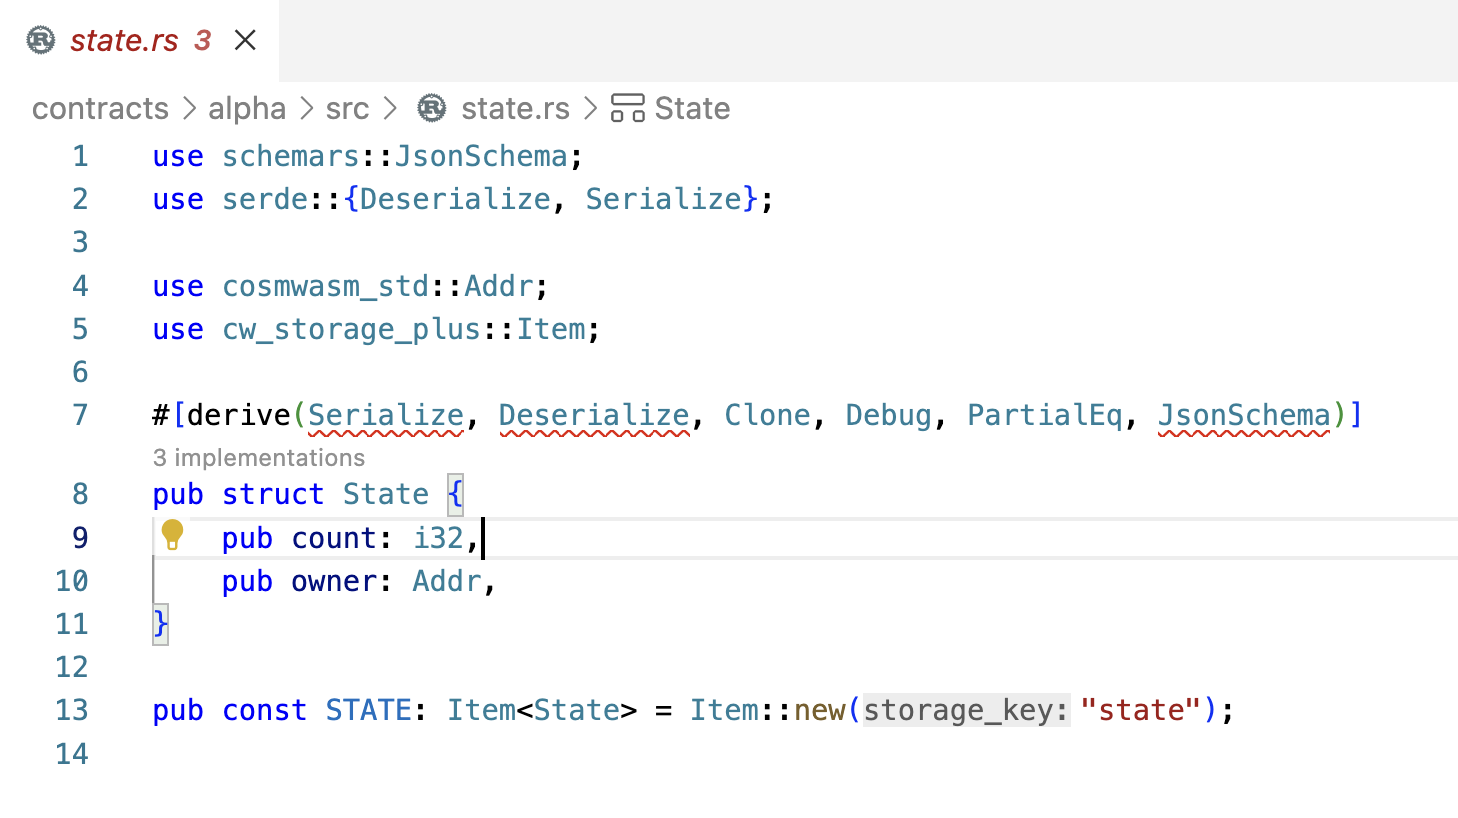 state.rs 3
contracts > alpha > src > state.rs > State
1 use schemars::JsonSchema;
2 use serde::{Deserialize, Serialize};
3
4 use cosmwasm_std::Addr;
5 use cw_storage_plus::Item;
6
7 #[derive(Serialize, Deserialize, Clone, Debug, PartialEq, JsonSchema)]
3 implementations
8 pub struct State {
9     pub count: i32,
10     pub owner: Addr,
11 }
12
13 pub const STATE: Item<State> = Item::new(storage_key: "state");
14